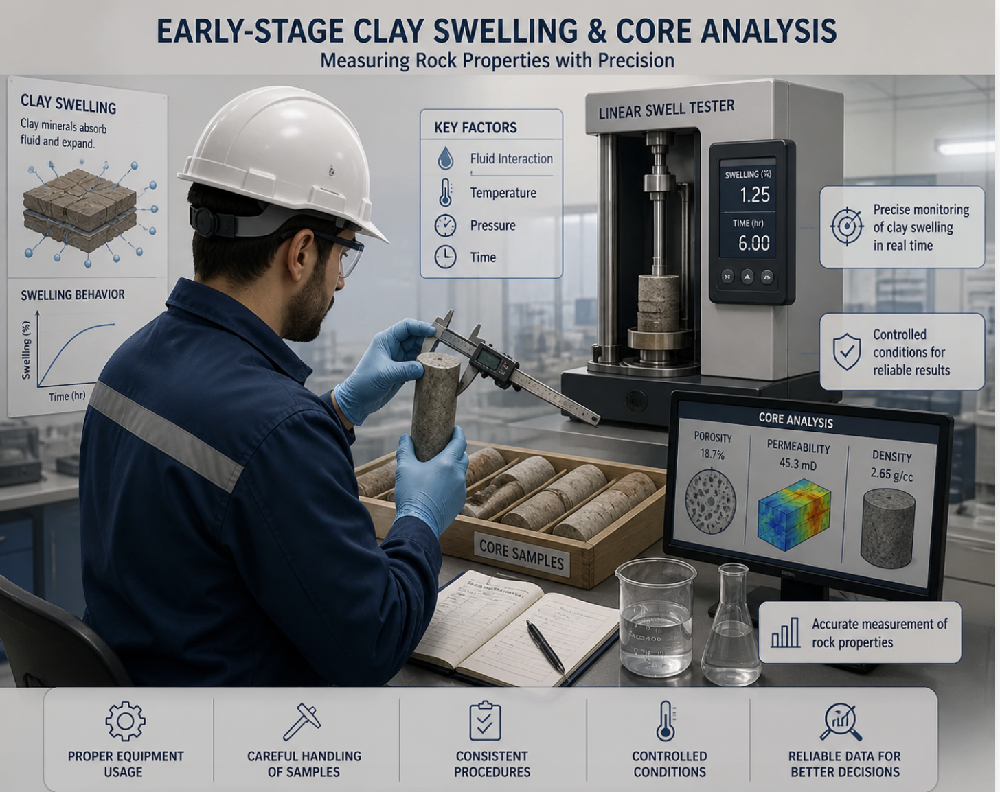 EARLY-STAGE CLAY SWELLING & CORE ANALYSIS
Measuring Rock Properties with Precision
CLAY SWELLING
Clay minerals absorb
fluid and expand.
SWELLING BEHAVIOR
Swelling (%)
Time (hr)
KEY FACTORS
Fluid Interaction
Temperature
Pressure
Time
LINEAR SWELL TESTER
SWELLING (%)
1.25
TIME (hr)
6.00
Precise monitoring
of clay swelling
in real time
Controlled
conditions for
reliable results
CORE ANALYSIS
POROSITY
18.7%
PERMEABILITY
45.3 mD
DENSITY
2.65 g/cc
CORE SAMPLES
Accurate measurement of
rock properties
PROPER EQUIPMENT
USAGE
CAREFUL HANDLING
OF SAMPLES
CONSISTENT
PROCEDURES
CONTROLLED
CONDITIONS
RELIABLE DATA FOR
BETTER DECISIONS